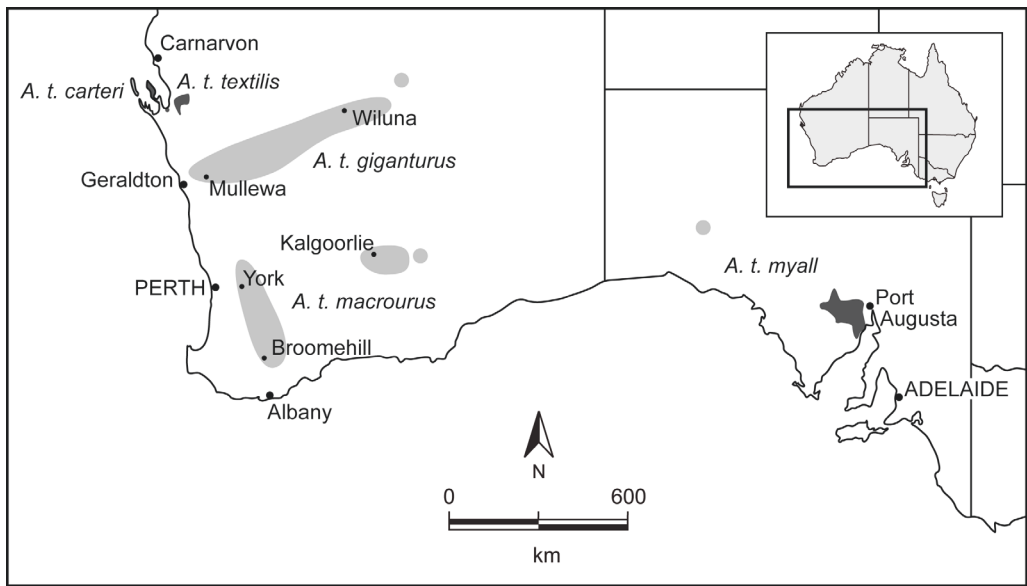 Carnarvon
A. t. textilis
A. t. carteri
Wiluna
A. t. giganturus
Geraldton
Mullewa
Kalgoorlie
A. t. myall
York
PERTH
A. t. macrourus
Port
Augusta
Broomehill
ADELAIDE
Albany
N
0 600
km